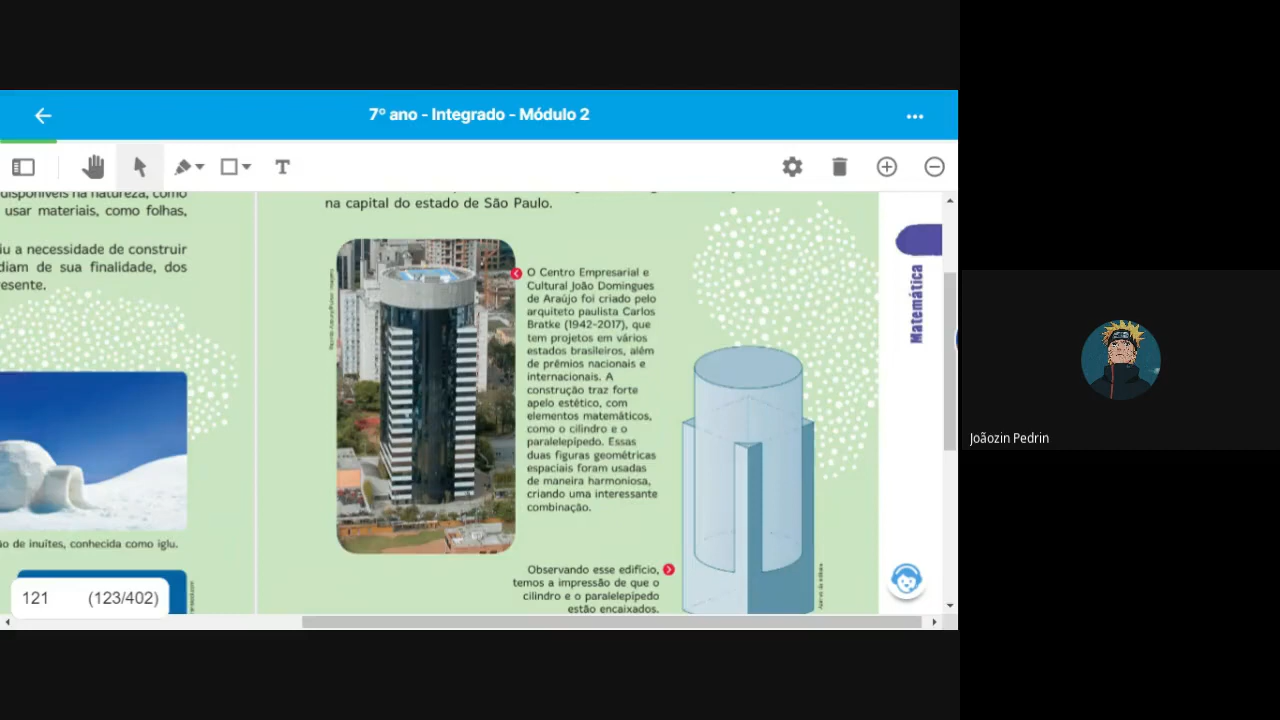 7º ano - Integrado - Módulo 2
T
disponíveis na natureza, como
usar materiais, como folhas,
iu a necessidade de construir
diam de sua finalidade, dos
esente.
ão de inuítes, conhecida como iglu.
121 (123/402)
na capital do estado de São Paulo.
O Centro Empresarial e
Cultural João Domingues
de Araújo foi criado pelo
arquiteto paulista Carlos
Bratke (1942-2017), que
tem projetos em vários
estados brasileiros, além
de prêmios nacionais e
internacionais. A
construção traz forte
apelo estético, com
elementos matemáticos,
como o cilindro e o
paralelepípedo. Essas
duas figuras geométricas
espaciais foram usadas
de maneira harmoniosa,
criando uma interessante
combinação.
Observando esse edifício,
temos a impressão de que o
cilindro e o paralelepípedo
estão encaixados.
Matemática
Joãozin Pedrin